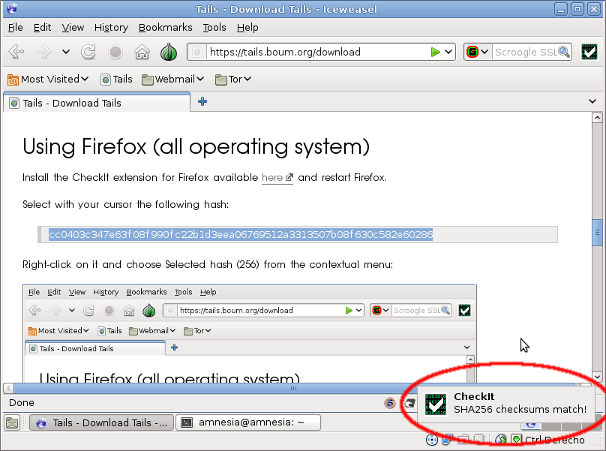 Tails - Download Tails - Iceweasel
File Edit View History Bookmarks Tools Help
https://tails.boum.org/download G Scroogle SSL
Most Visited Tails Webmail Tor
Tails - Download Tails
Using Firefox (all operating system)
Install the CheckIt extension for Firefox available here and restart Firefox.
Select with your cursor the following hash:
cc0403c347e63f08f990fc22b1d3eea06769512a3313507b08f630c582e60286
Right-click on it and choose Selected hash (256) from the contextual menu:
File Edit View History Bookmarks Tools Help
https://tails.boum.org/download G Scroogle SSL
Most Visited Tails Webmail Tor
Tails - Download Tails
Using Firefox (all operating system)
Done
CheckIt
SHA256 checksums match!
Tails - Download Tails -... amnesia@amnesia: ~
Ctrl Derecho